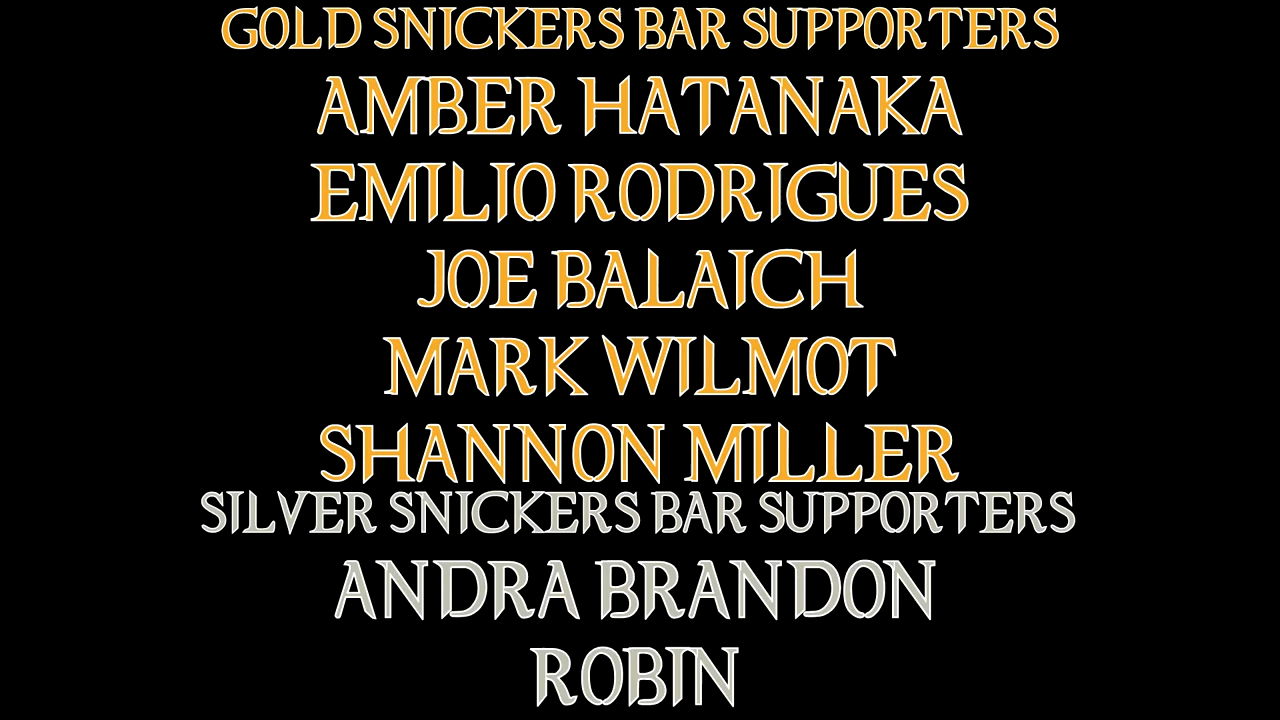 GOLD SNICKERS BAR SUPPORTERS
AMBER HATANAKA
EMILIO RODRIGUES
JOE BALAICH
MARK WILMOT
SHANNON MILLER
SILVER SNICKERS BAR SUPPORTERS
ANDRA BRANDON
ROBIN